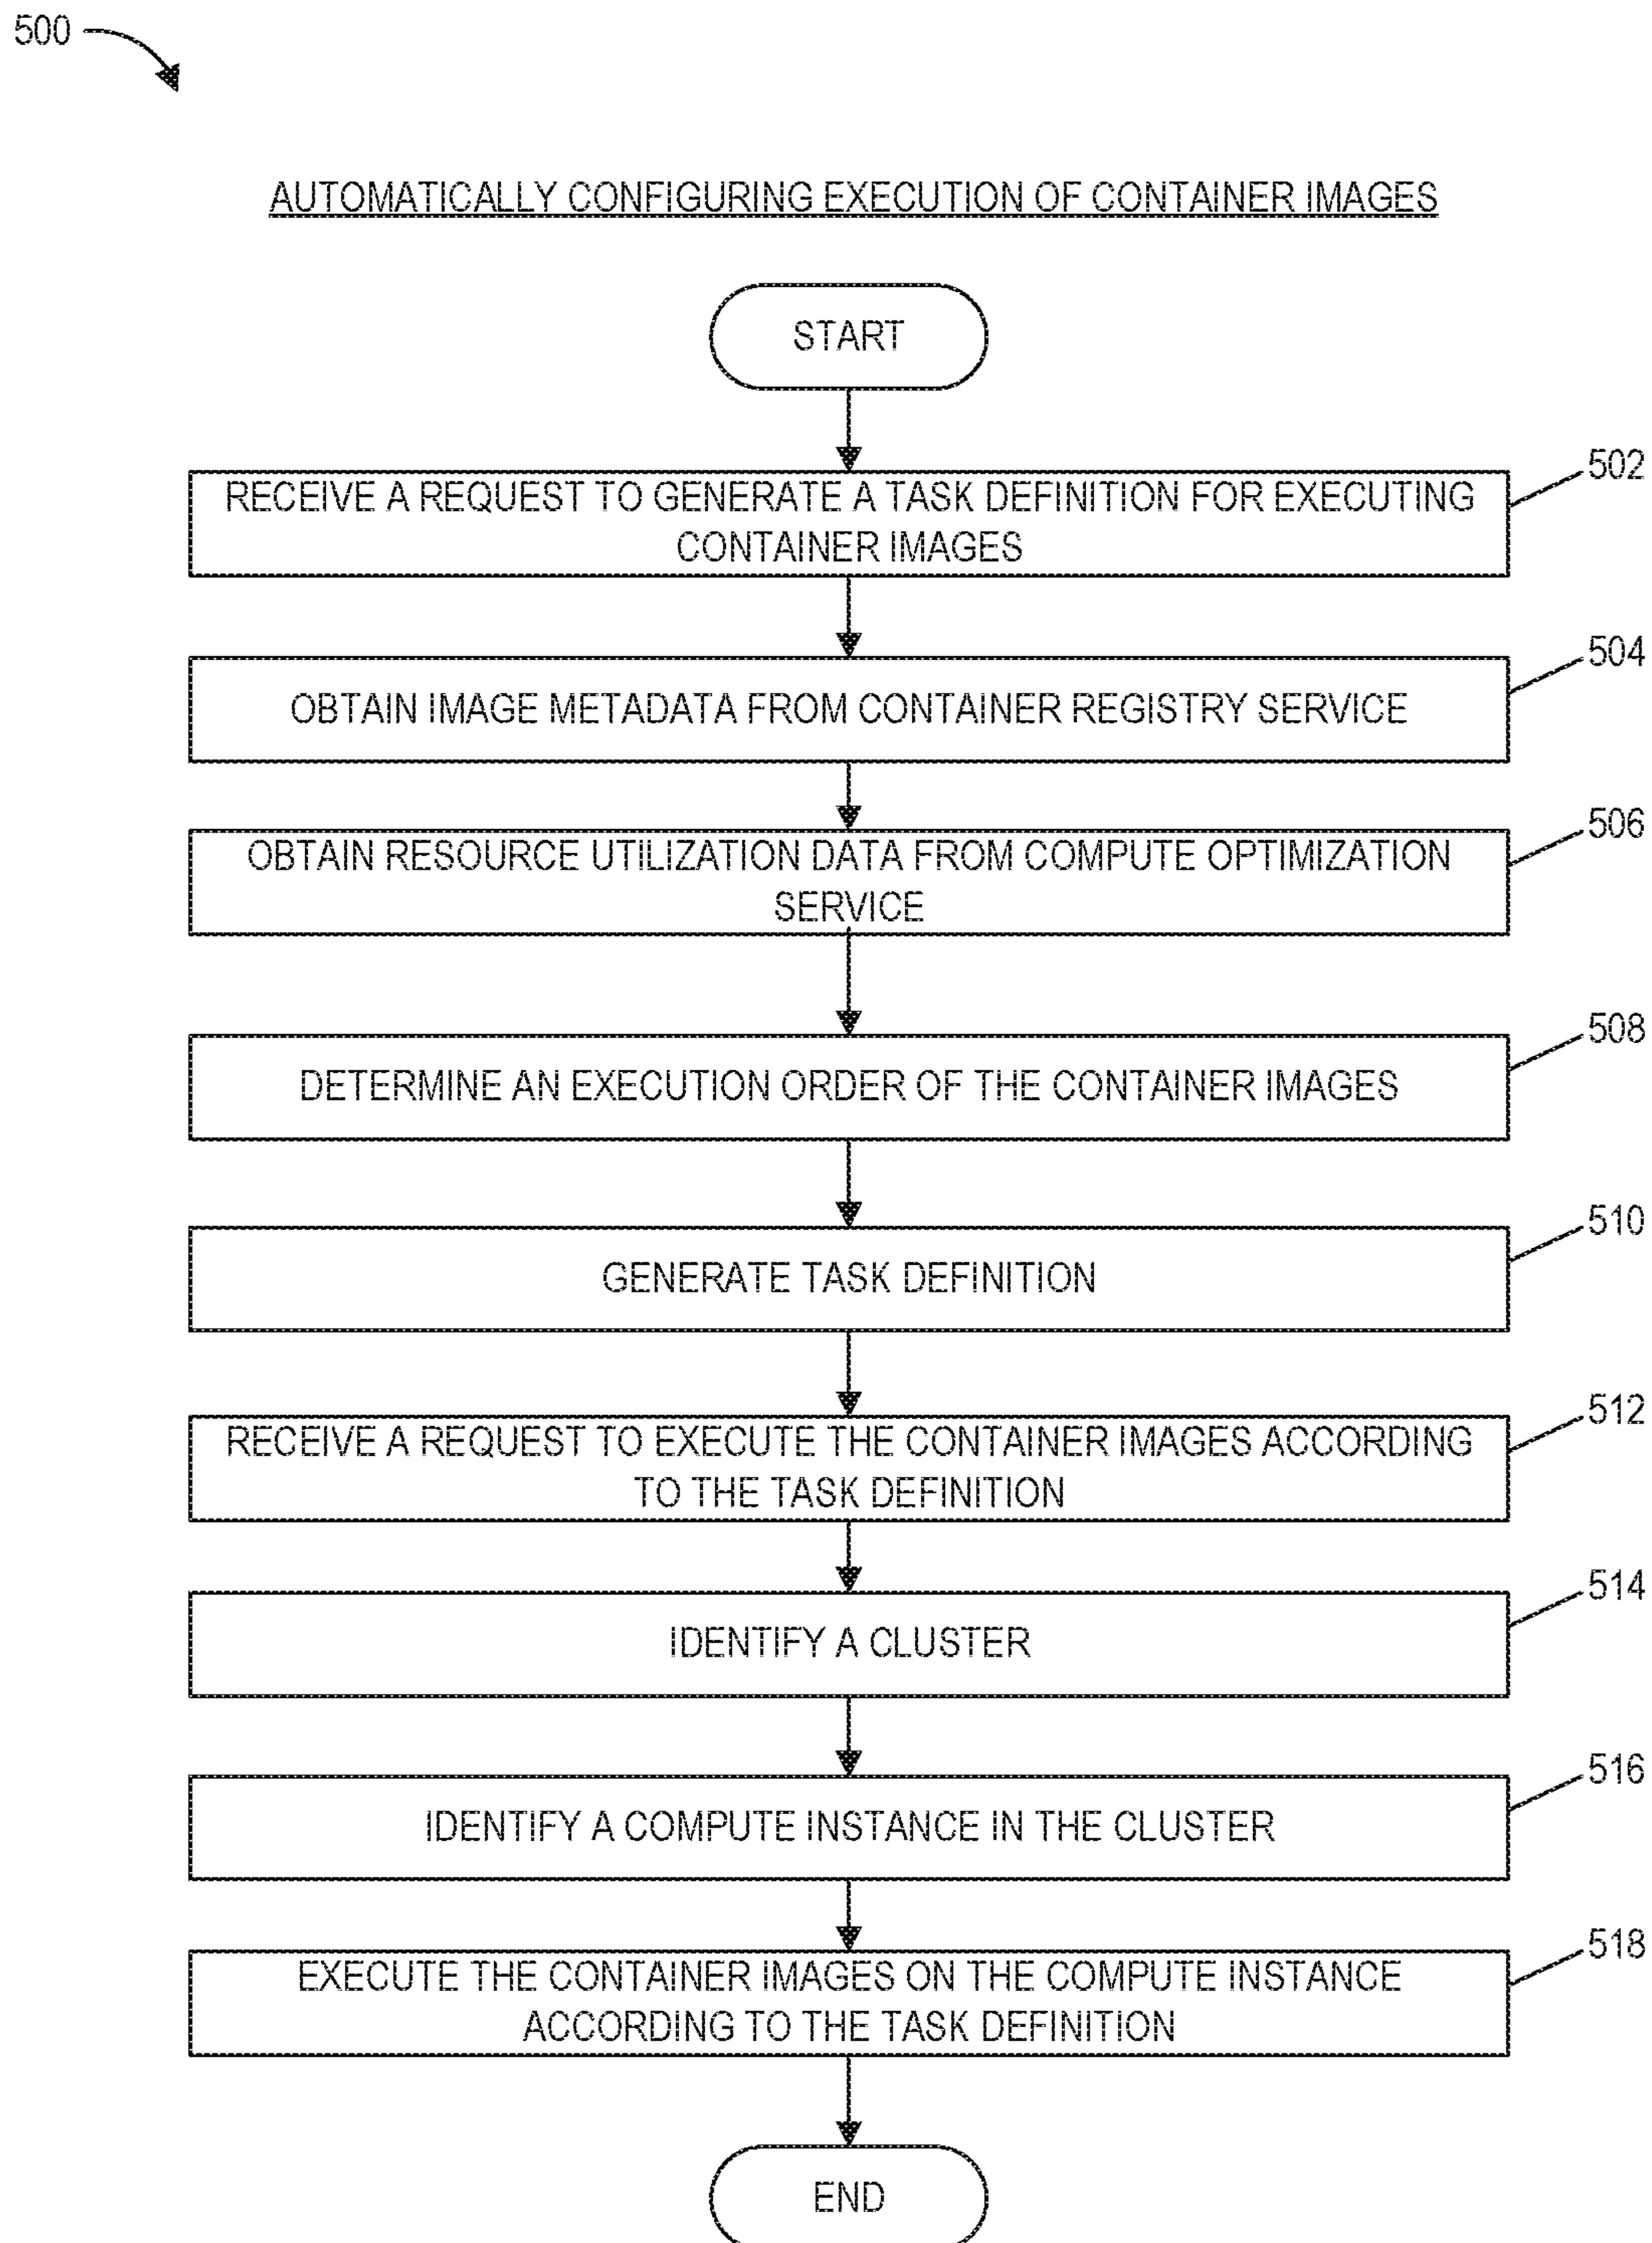 500
AUTOMATICALLY CONFIGURING EXECUTION OF CONTAINER IMAGES
START
502
RECEIVE A REQUEST TO GENERATE A TASK DEFINITION FOR EXECUTING
CONTAINER IMAGES
504
OBTAIN IMAGE METADATA FROM CONTAINER REGISTRY SERVICE
506
OBTAIN RESOURCE UTILIZATION DATA FROM COMPUTE OPTIMIZATION
SERVICE
508
DETERMINE AN EXECUTION ORDER OF THE CONTAINER IMAGES
510
GENERATE TASK DEFINITION
512
RECEIVE A REQUEST TO EXECUTE THE CONTAINER IMAGES ACCORDING
TO THE TASK DEFINITION
514
IDENTIFY A CLUSTER
516
IDENTIFY A COMPUTE INSTANCE IN THE CLUSTER
518
EXECUTE THE CONTAINER IMAGES ON THE COMPUTE INSTANCE
ACCORDING TO THE TASK DEFINITION
END